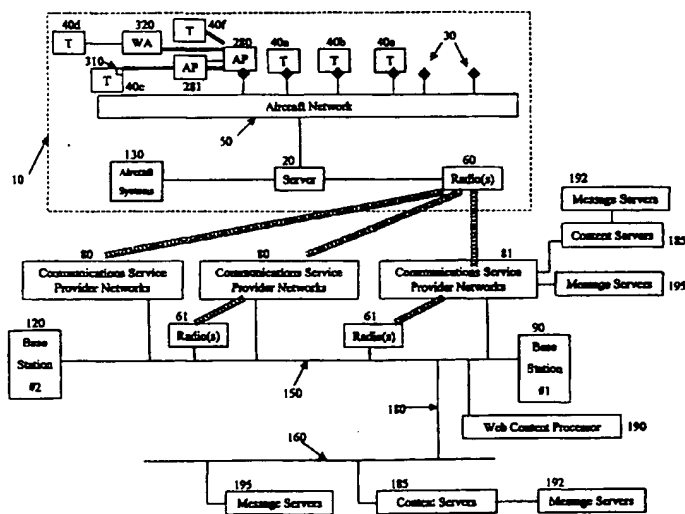 40d 320 40f
T WA 280 40a 40b 40e 30
310 AP AP T T T
T 40c 281
Aircraft Network
50
10
130 20 60
Aircraft Systems Server Radio(s)
192
Message Servers
Content Servers 185
80 80 81
Communications Service Provider Networks
Communications Service Provider Networks
Communications Service Provider Networks
Message Servers 195
61 61
Radio(s) Radio(s)
120 90
Base Station #2
Base Station #1
150
180
Web Content Processor 190
160
195 185 192
Message Servers Content Servers Message Servers